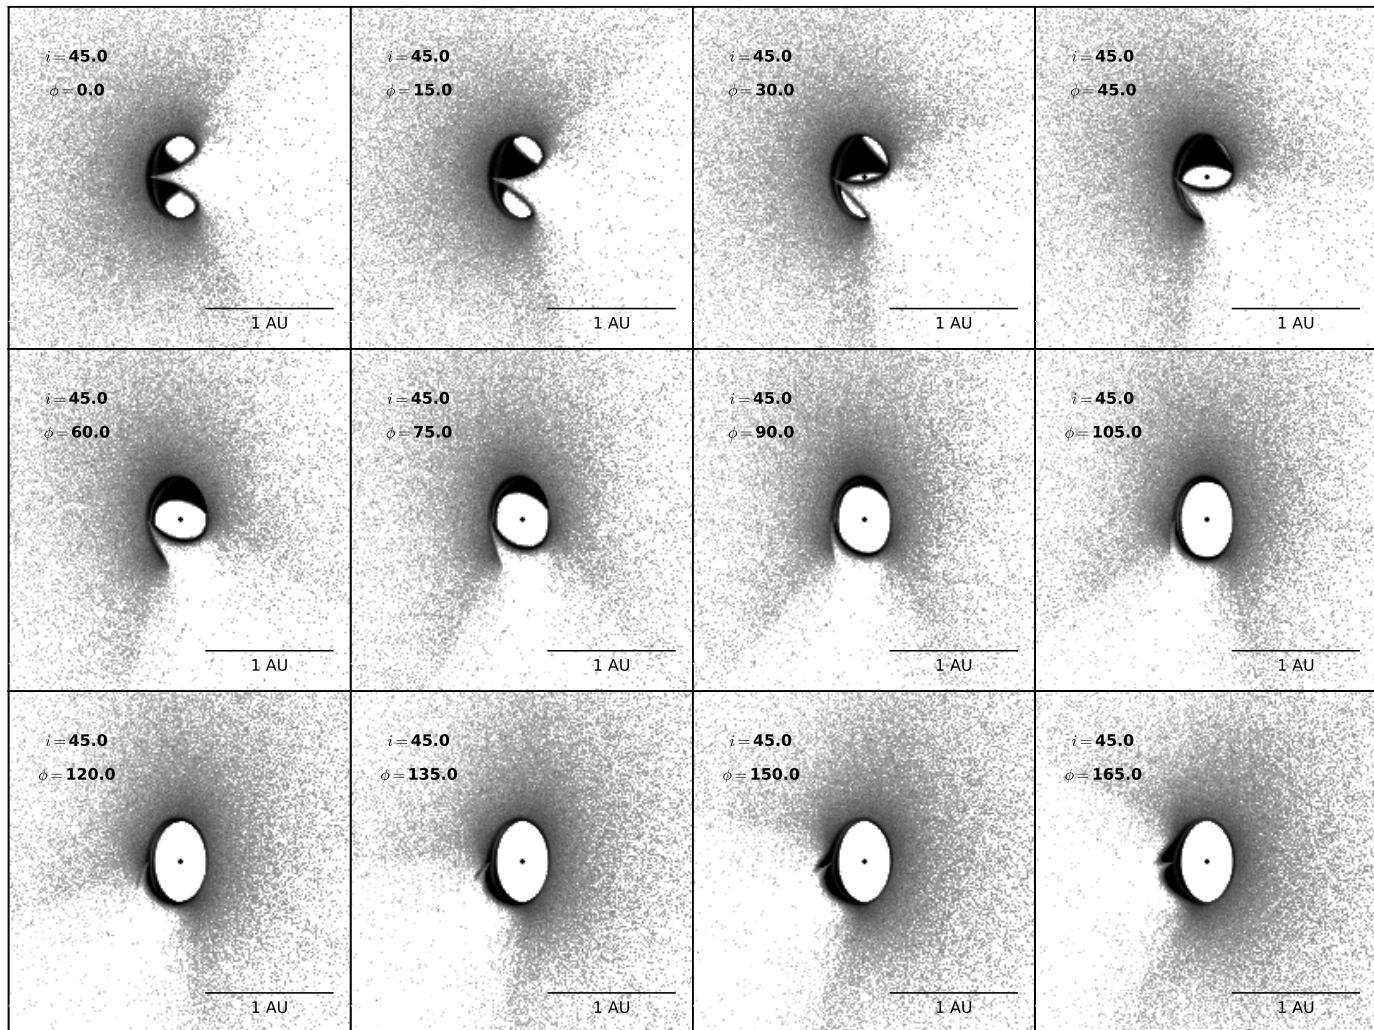 i = 45.0
ϕ = 0.0
1 AU
i = 45.0
ϕ = 15.0
1 AU
i = 45.0
ϕ = 30.0
1 AU
i = 45.0
ϕ = 45.0
1 AU
i = 45.0
ϕ = 60.0
1 AU
i = 45.0
ϕ = 75.0
1 AU
i = 45.0
ϕ = 90.0
1 AU
i = 45.0
ϕ = 105.0
1 AU
i = 45.0
ϕ = 120.0
1 AU
i = 45.0
ϕ = 135.0
1 AU
i = 45.0
ϕ = 150.0
1 AU
i = 45.0
ϕ = 165.0
1 AU